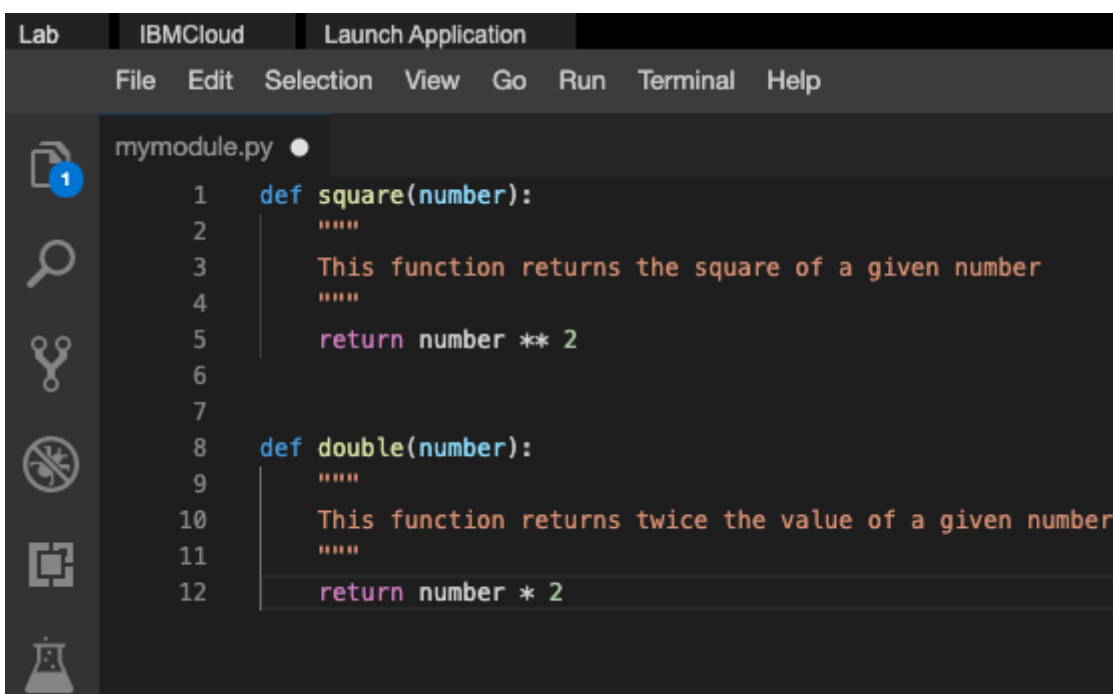 Lab IBMCloud Launch Application
File Edit Selection View Go Run Terminal Help
mymodule.py
1
1 def square(number):
2 """
3 This function returns the square of a given number
4 """
5 return number ** 2
6
7
8 def double(number):
9 """
10 This function returns twice the value of a given number
11 """
12 return number * 2